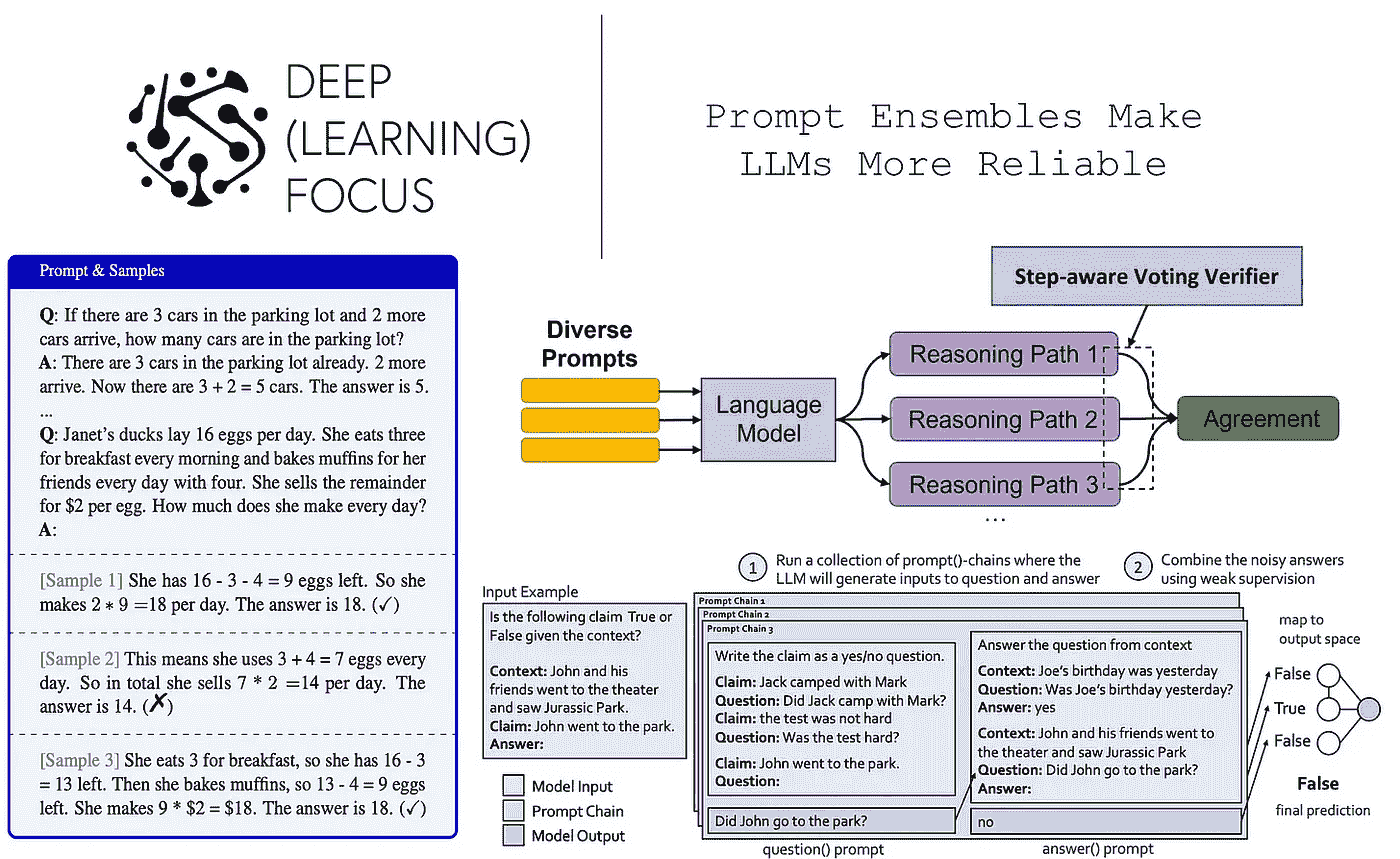 DEEP
(LEARNING)
FOCUS
Prompt Ensembles Make
LLMs More Reliable
Prompt & Samples
Q: If there are 3 cars in the parking lot and 2 more
cars arrive, how many cars are in the parking lot?
A: There are 3 cars in the parking lot already. 2 more
arrive. Now there are 3 + 2 = 5 cars. The answer is 5.
...
Q: Janet's ducks lay 16 eggs per day. She eats three
for breakfast every morning and bakes muffins for her
friends every day with four. She sells the remainder
for $2 per egg. How much does she make every day?
A:
[Sample 1] She has 16 - 3 - 4 = 9 eggs left. So she
makes 2 * 9 =18 per day. The answer is 18. (✓)
[Sample 2] This means she uses 3 + 4 = 7 eggs every
day. So in total she sells 7 * 2 =14 per day. The
answer is 14. (✗)
[Sample 3] She eats 3 for breakfast, so she has 16 - 3
= 13 left. Then she bakes muffins, so 13 - 4 = 9 eggs
left. She makes 9 * $2 = $18. The answer is 18. (✓)
Step-aware Voting Verifier
Diverse
Prompts
Language
Model
Reasoning Path 1
Reasoning Path 2
Reasoning Path 3
...
Agreement
1 Run a collection of prompt()-chains where the
LLM will generate inputs to question and answer
2 Combine the noisy answers
using weak supervision
Input Example
Is the following claim True or
False given the context?
Context: John and his
friends went to the theater
and saw Jurassic Park.
Claim: John went to the park.
Answer:
Model Input
Prompt Chain
Model Output
Prompt Chain 1
Prompt Chain 2
Prompt Chain 3
Write the claim as a yes/no question.
Claim: Jack camped with Mark
Question: Did Jack camp with Mark?
Claim: the test was not hard
Question: Was the test hard?
Claim: John went to the park.
Question:
Did John go to the park?
question() prompt
Answer the question from context
Context: Joe's birthday was yesterday
Question: Was Joe's birthday yesterday?
Answer: yes
Context: John and his friends went to
the theater and saw Jurassic Park
Question: Did John go to the park?
Answer:
no
answer() prompt
map to
output space
False
True
False
False
final prediction